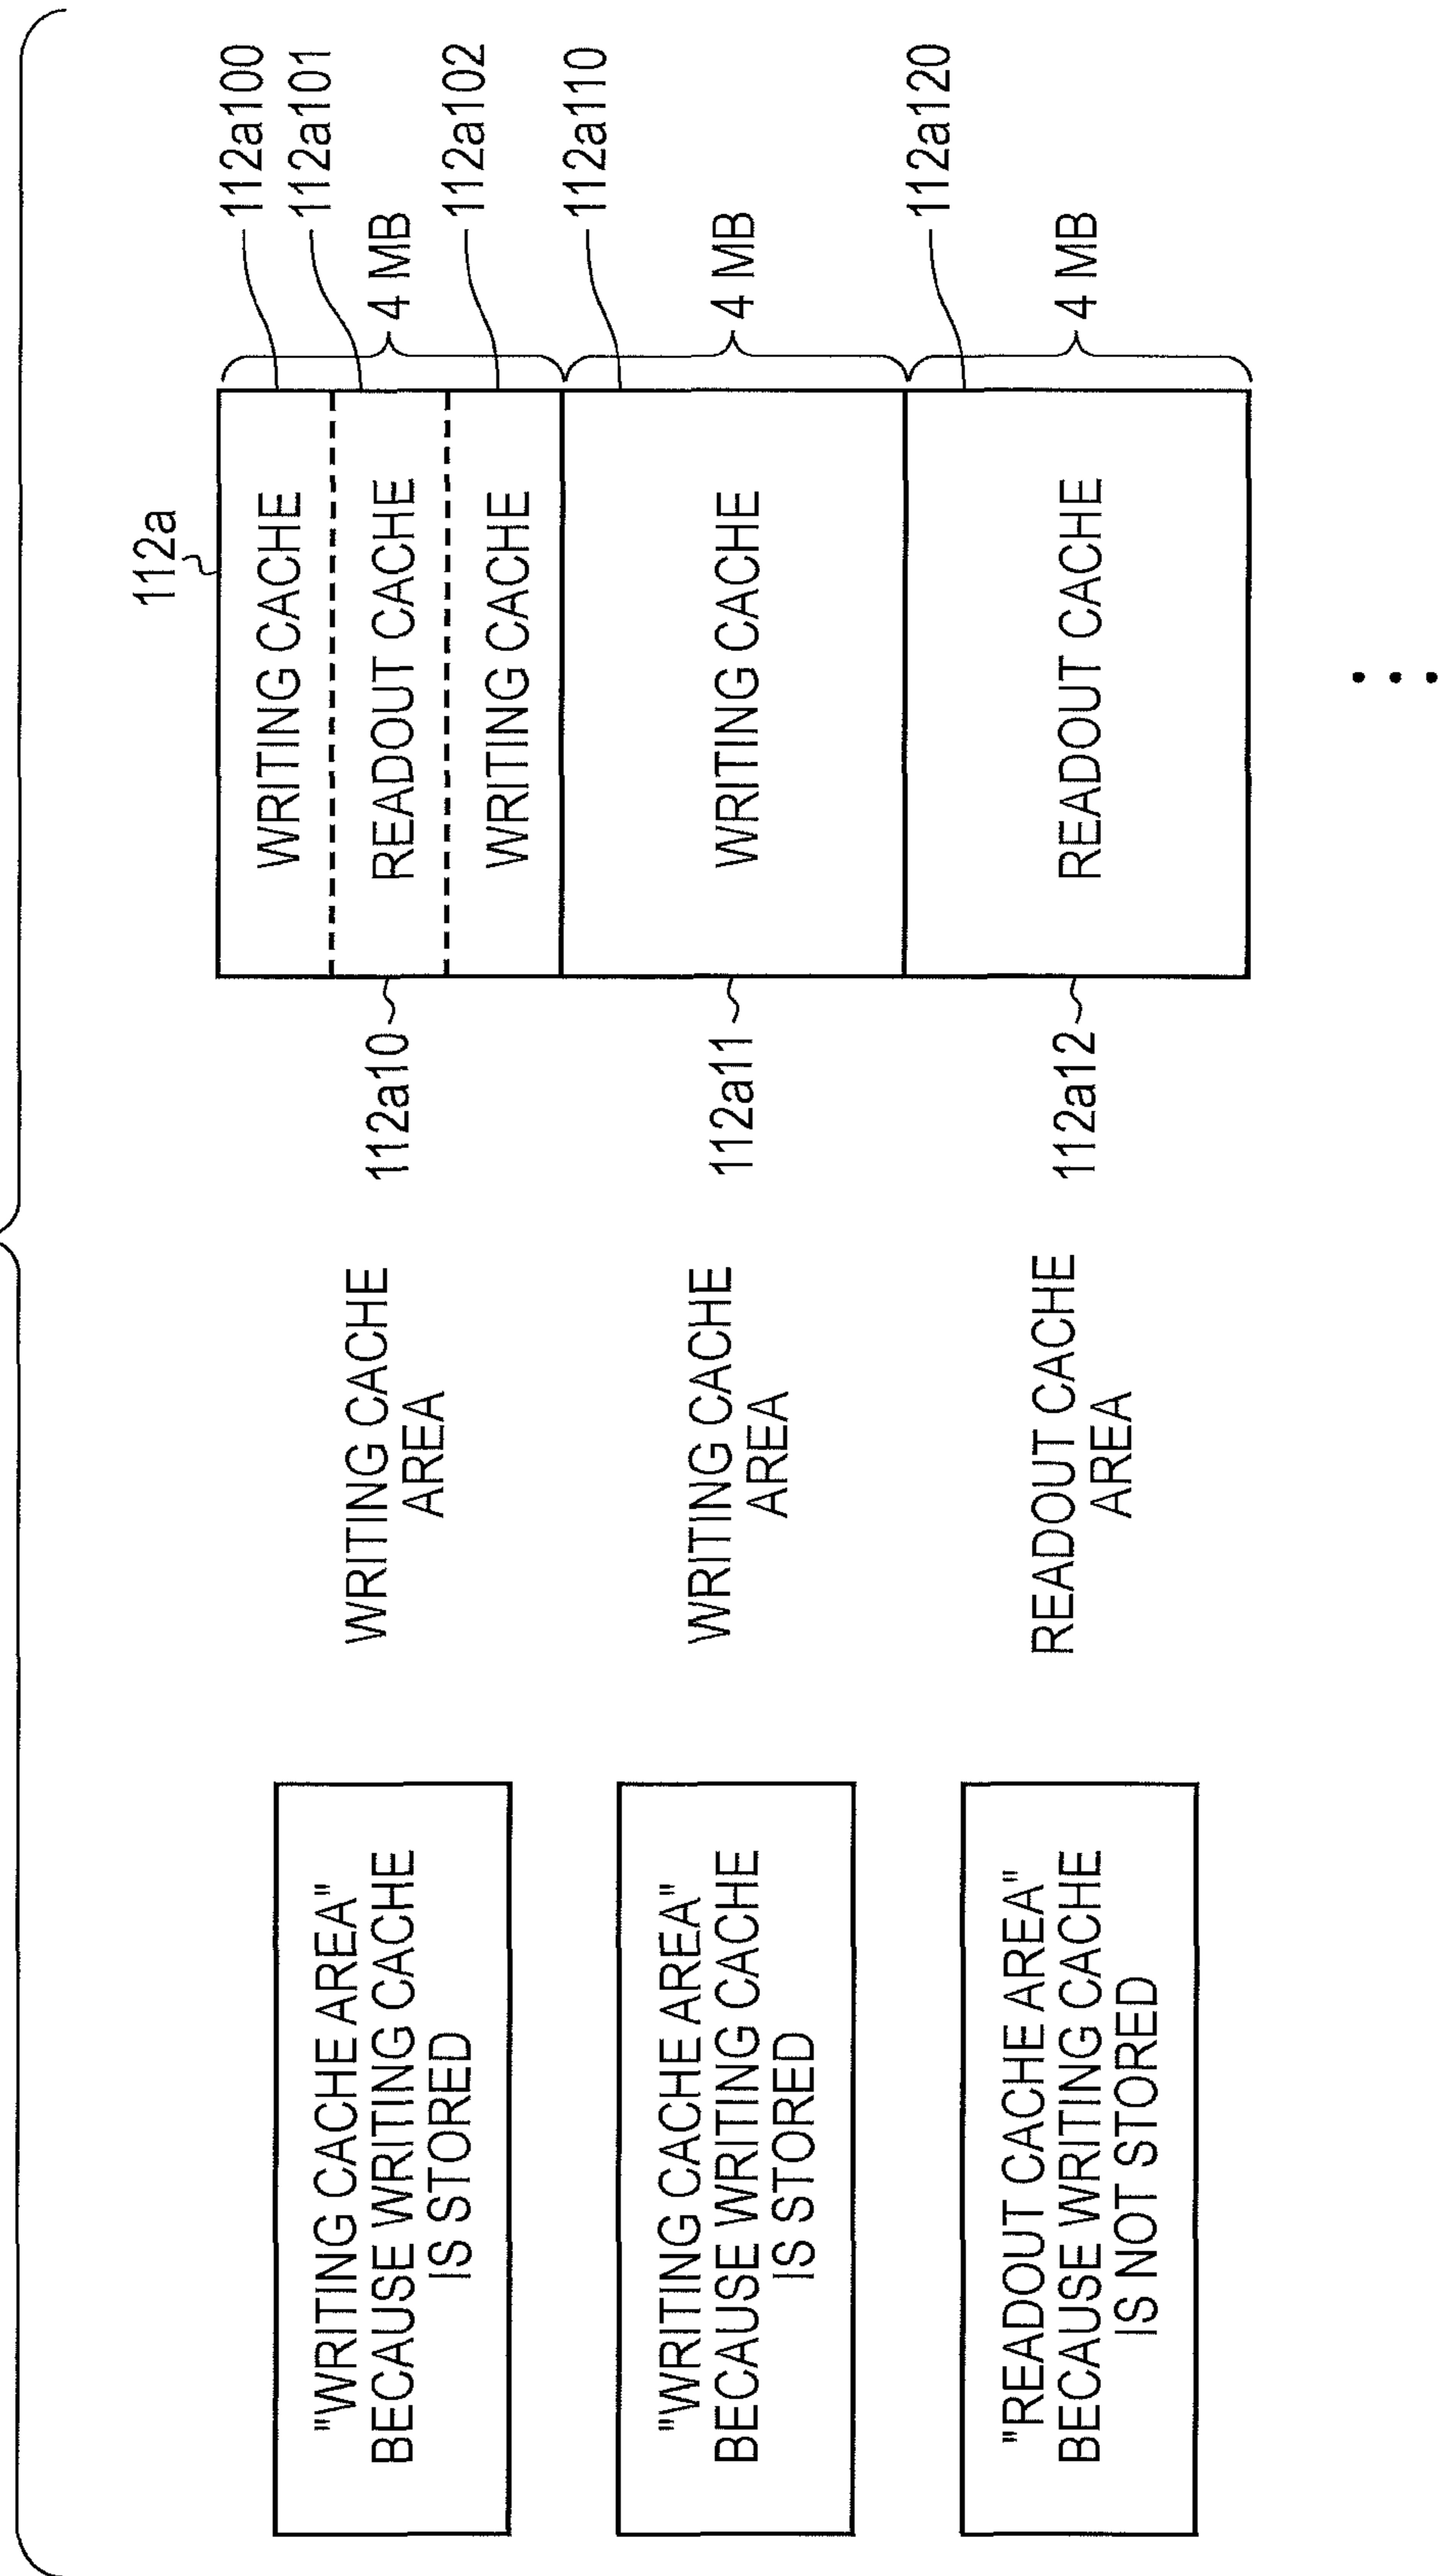 112a
"WRITING CACHE AREA"
BECAUSE WRITING CACHE
IS STORED
WRITING CACHE
AREA
112a10
WRITING CACHE
READOUT CACHE
WRITING CACHE
4 MB
112a100
112a101
112a102
"WRITING CACHE AREA"
BECAUSE WRITING CACHE
IS STORED
WRITING CACHE
AREA
112a11
WRITING CACHE
4 MB
112a110
"READOUT CACHE AREA"
BECAUSE WRITING CACHE
IS NOT STORED
READOUT CACHE
AREA
112a12
READOUT CACHE
4 MB
112a120